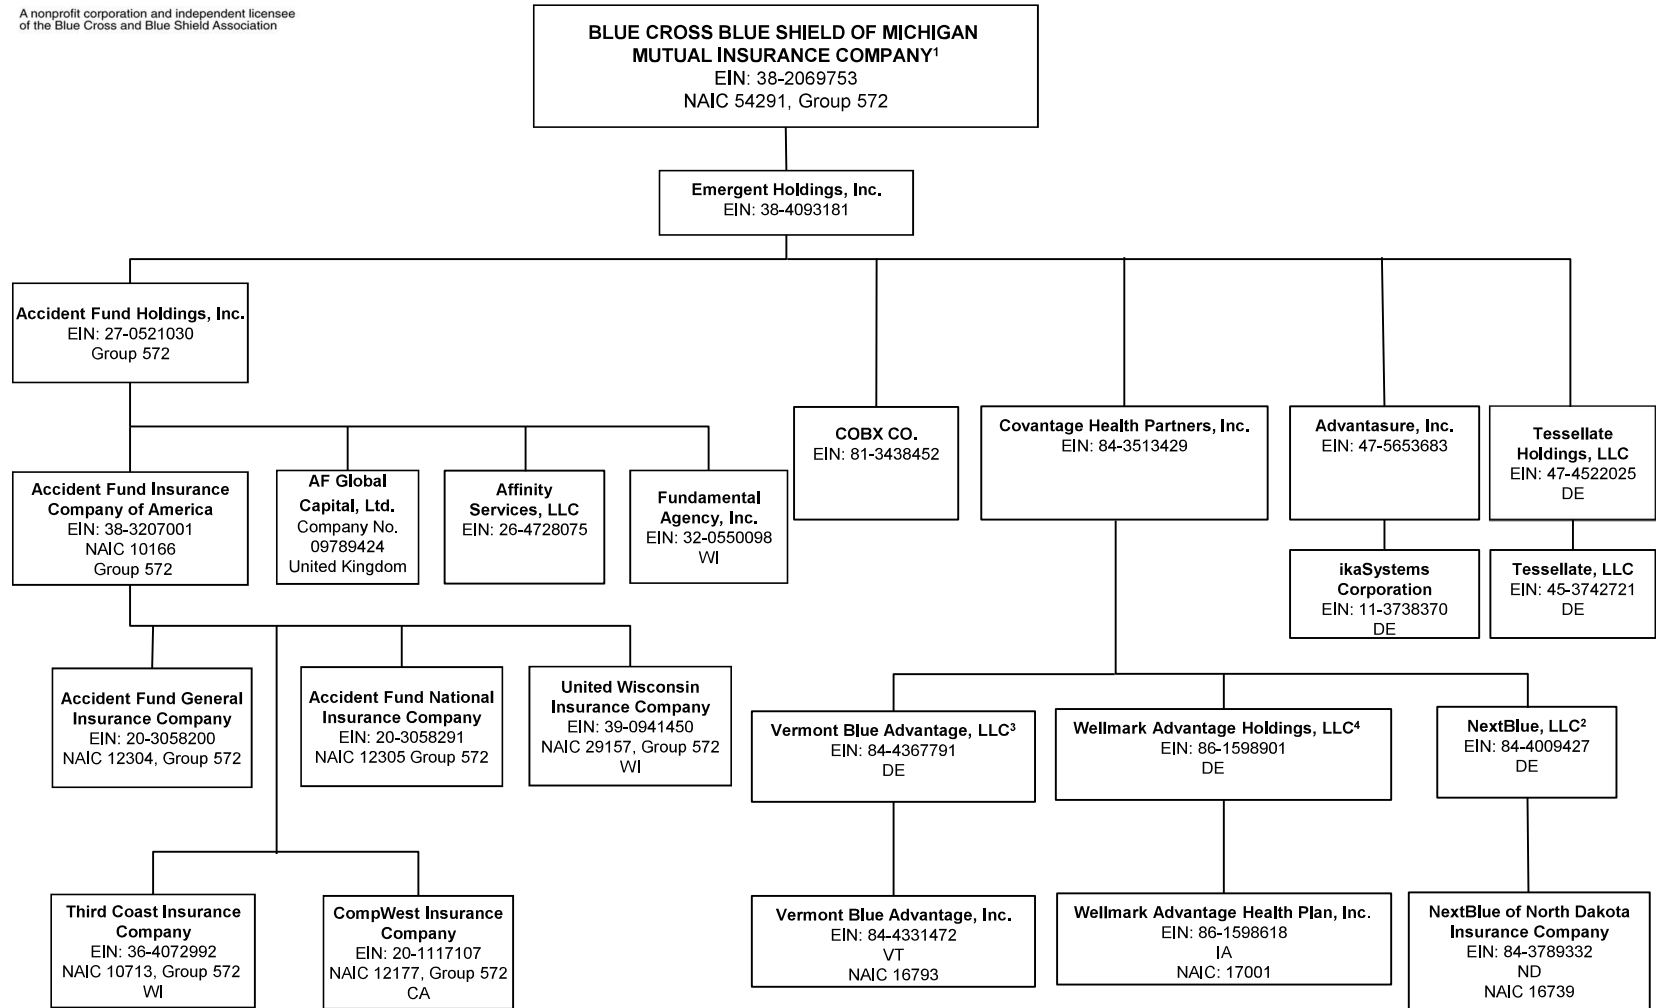 A nonprofit corporation and independent licensee
of the Blue Cross and Blue Shield Association
BLUE CROSS BLUE SHIELD OF MICHIGAN
MUTUAL INSURANCE COMPANY¹
EIN: 38-2069753
NAIC 54291, Group 572
Emergent Holdings, Inc.
EIN: 38-4093181
Accident Fund Holdings, Inc.
EIN: 27-0521030
Group 572
COBX CO.
EIN: 81-3438452
Covantage Health Partners, Inc.
EIN: 84-3513429
Advantasure, Inc.
EIN: 47-5653683
Tessellate
Holdings, LLC
EIN: 47-4522025
DE
Accident Fund Insurance
Company of America
EIN: 38-3207001
NAIC 10166
Group 572
AF Global
Capital, Ltd.
Company No.
09789424
United Kingdom
Affinity
Services, LLC
EIN: 26-4728075
Fundamental
Agency, Inc.
EIN: 32-0550098
WI
ikaSystems
Corporation
EIN: 11-3738370
DE
Tessellate, LLC
EIN: 45-3742721
DE
Accident Fund General
Insurance Company
EIN: 20-3058200
NAIC 12304, Group 572
Accident Fund National
Insurance Company
EIN: 20-3058291
NAIC 12305 Group 572
United Wisconsin
Insurance Company
EIN: 39-0941450
NAIC 29157, Group 572
WI
Vermont Blue Advantage, LLC³
EIN: 84-4367791
DE
Wellmark Advantage Holdings, LLC⁴
EIN: 86-1598901
DE
NextBlue, LLC²
EIN: 84-4009427
DE
Third Coast Insurance
Company
EIN: 36-4072992
NAIC 10713, Group 572
WI
CompWest Insurance
Company
EIN: 20-1117107
NAIC 12177, Group 572
CA
Vermont Blue Advantage, Inc.
EIN: 84-4331472
VT
NAIC 16793
Wellmark Advantage Health Plan, Inc.
EIN: 86-1598618
IA
NAIC: 17001
NextBlue of North Dakota
Insurance Company
EIN: 84-3789332
ND
NAIC 16739